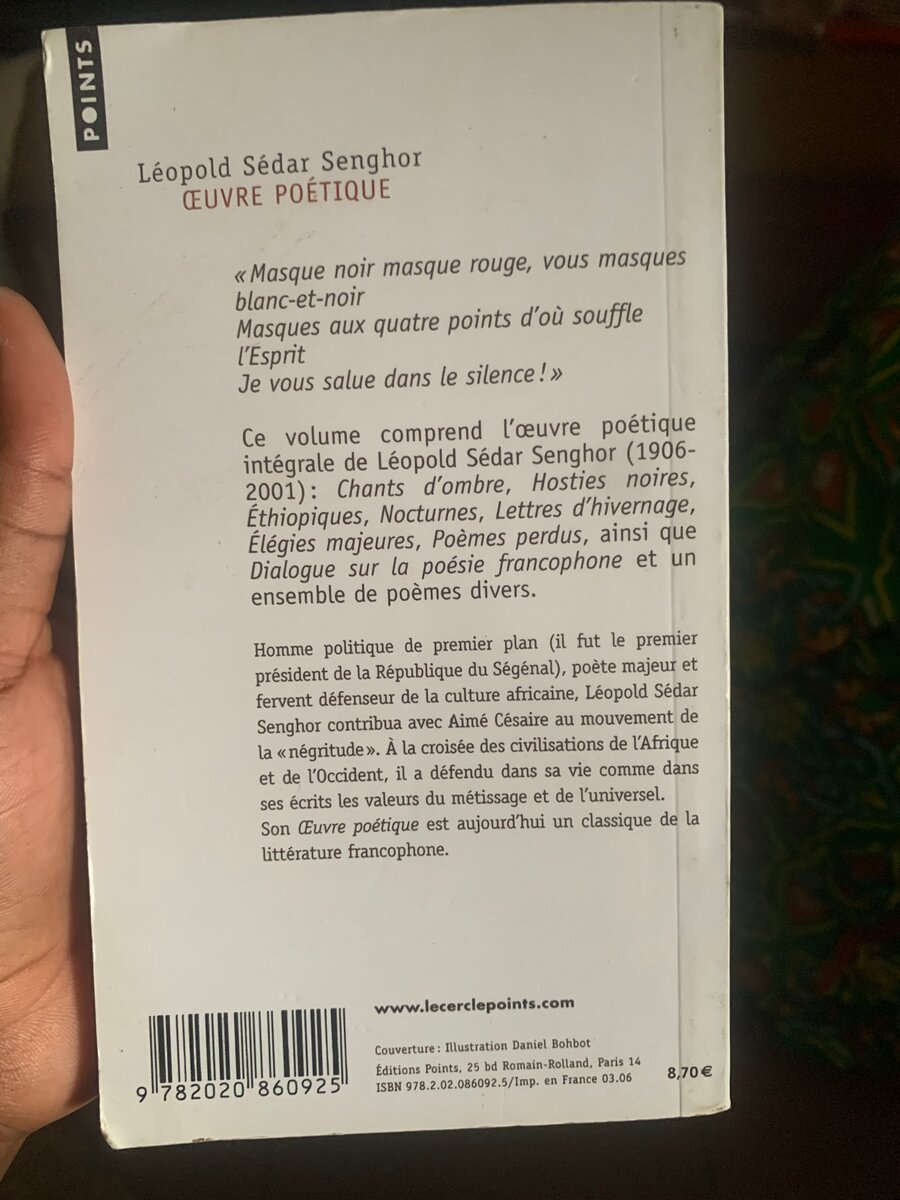 POINTS
Léopold Sédar Senghor
ŒUVRE POÉTIQUE
« Masque noir masque rouge, vous masques
blanc-et-noir
Masques aux quatre points d'où souffle
l'Esprit
Je vous salue dans le silence ! »
Ce volume comprend l'œuvre poétique
intégrale de Léopold Sédar Senghor (1906-
2001) : Chants d'ombre, Hosties noires,
Éthiopiques, Nocturnes, Lettres d'hivernage,
Élégies majeures, Poèmes perdus, ainsi que
Dialogue sur la poésie francophone et un
ensemble de poèmes divers.
Homme politique de premier plan (il fut le premier
président de la République du Ségénal), poète majeur et
fervent défenseur de la culture africaine, Léopold Sédar
Senghor contribua avec Aimé Césaire au mouvement de
la « négritude ». À la croisée des civilisations de l'Afrique
et de l'Occident, il a défendu dans sa vie comme dans
ses écrits les valeurs du métissage et de l'universel.
Son Œuvre poétique est aujourd'hui un classique de la
littérature francophone.
www.lecerclepoints.com
Couverture : Illustration Daniel Bohbot
Éditions Points, 25 bd Romain-Rolland, Paris 14
ISBN 978.2.02.086092.5/Imp. en France 03.06
8,70 €
9 782020 860925